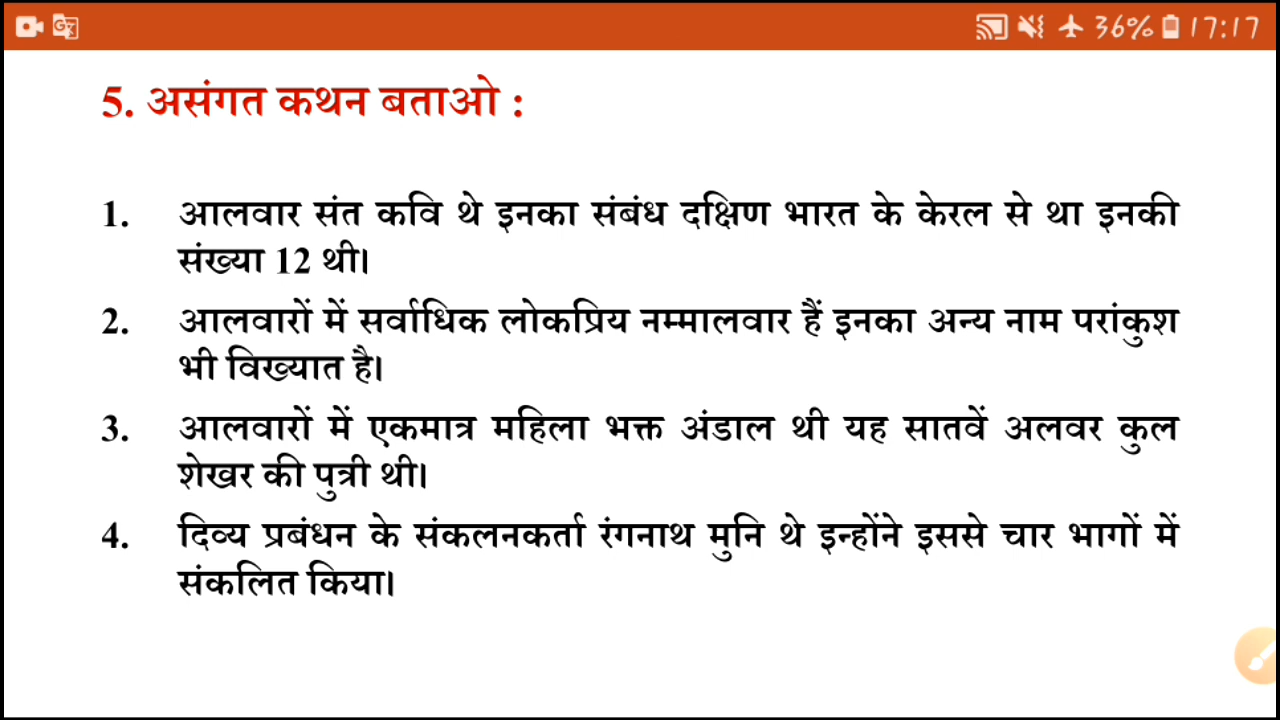 36% 17:17
5. असंगत कथन बताओ :
1. आलवार संत कवि थे इनका संबंध दक्षिण भारत के केरल से था इनकी
संख्या 12 थी।
2. आलवारों में सर्वाधिक लोकप्रिय नम्मालवार हैं इनका अन्य नाम परांकुश
भी विख्यात है।
3. आलवारों में एकमात्र महिला भक्त अंडाल थी यह सातवें अलवर कुल
शेखर की पुत्री थी।
4. दिव्य प्रबंधन के संकलनकर्ता रंगनाथ मुनि थे इन्होंने इससे चार भागों में
संकलित किया।